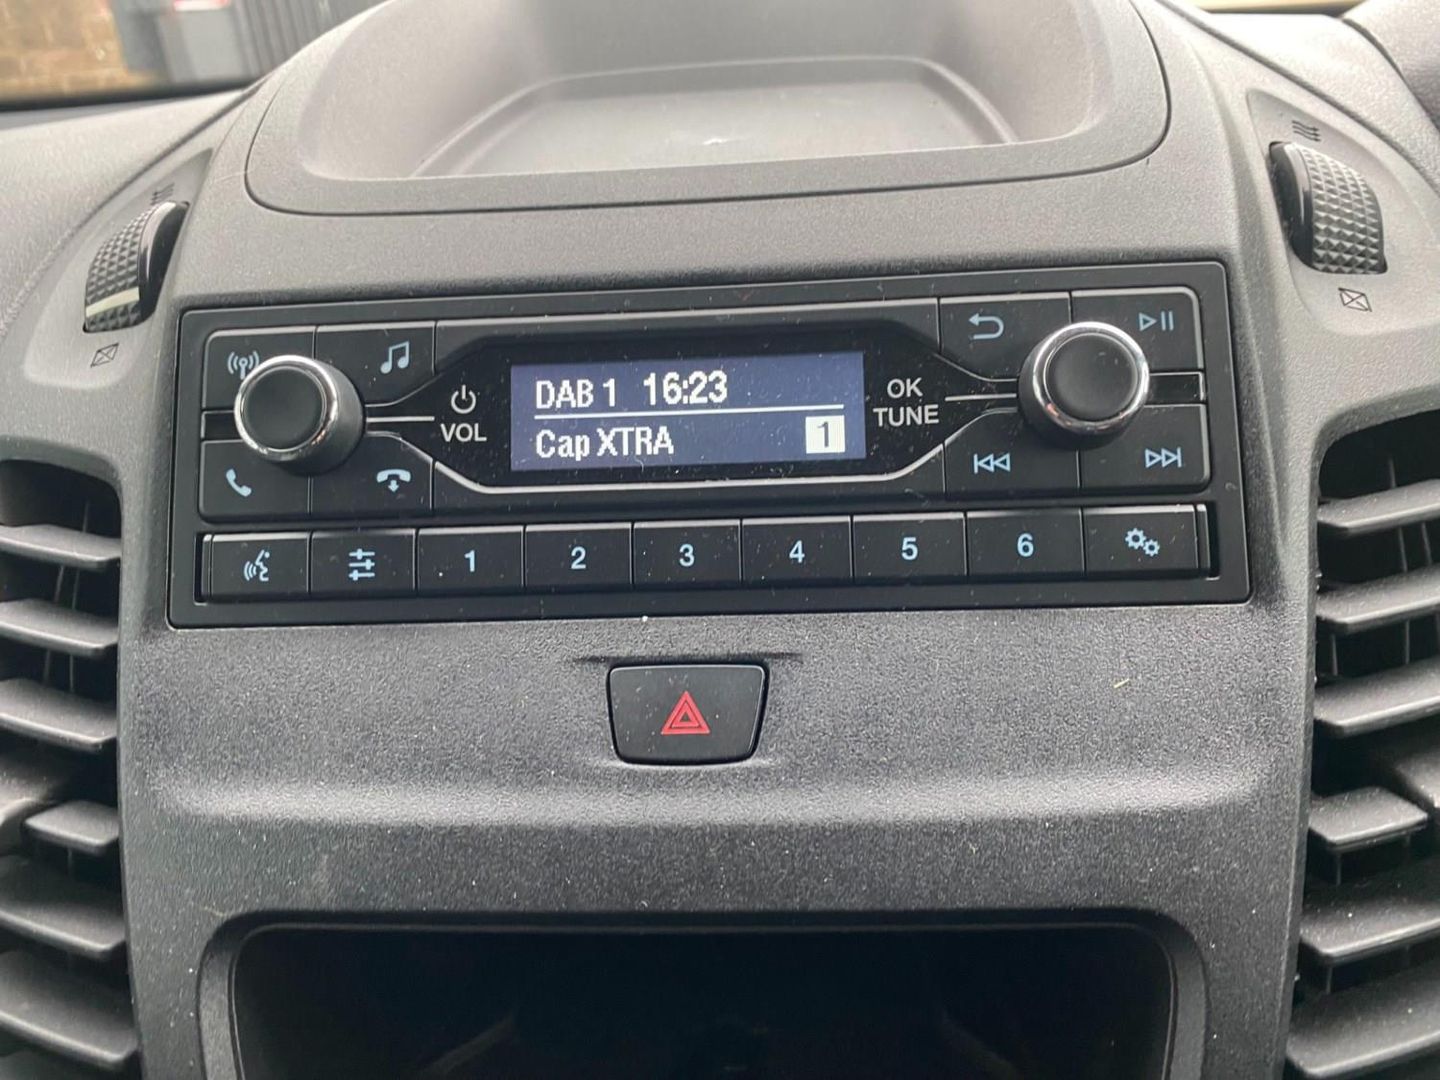 DAB 1 16:23
VOL
OK
TUNE
Cap XTRA 1
1 2 3 4 5 6